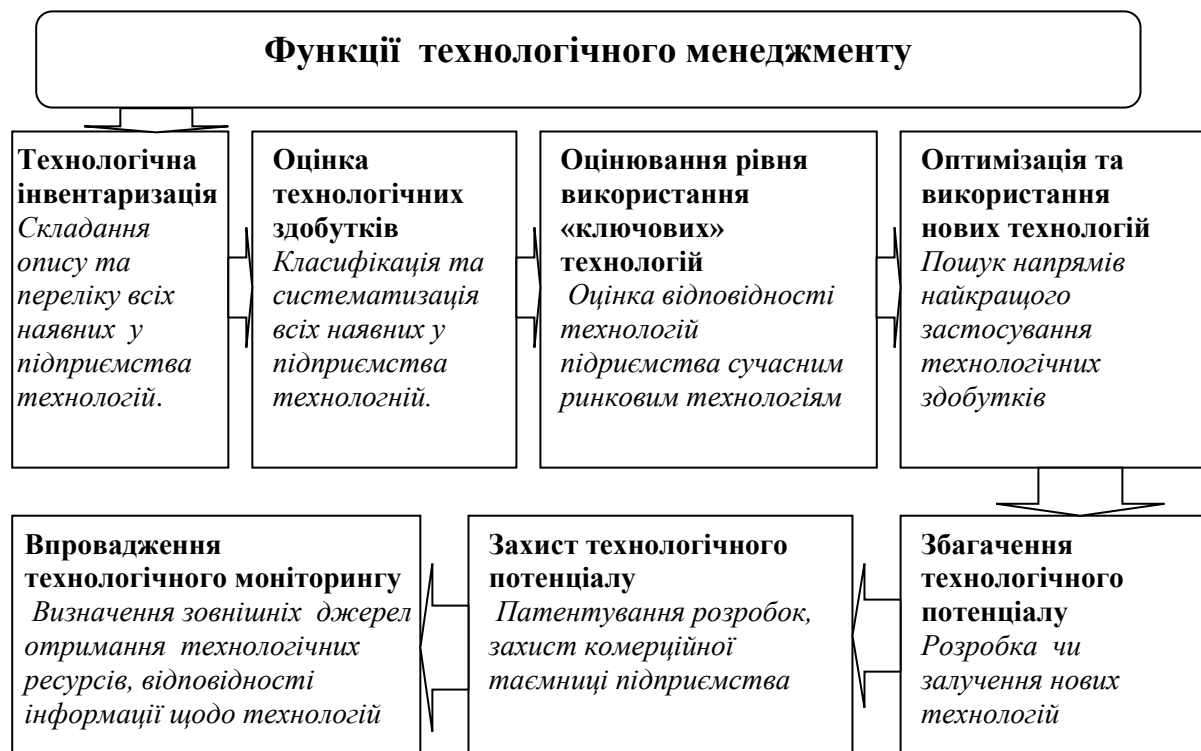 Функції технологічного менеджменту
Технологічна
інвентаризація
Складання
опису та
переліку всіх
наявних у
підприємства
технологій.
Оцінка
технологічних
здобутків
Класифікація та
систематизація
всіх наявних у
підприємства
технологній.
Оцінювання рівня
використання
«ключових»
технологій
Оцінка відповідності
технологій
підриємства сучасним
ринковим технологіям
Оптимізація та
використання
нових технологій
Пошук напрямів
найкращого
застосування
технологічних
здобутків
Збагачення
технологічного
потенціалу
Розробка чи
залучення нових
технологій
Захист технологічного
потенціалу
Патентування розробок,
захист комерційної
таємниці підприємства
Впровадження
технологічного моніторингу
Визначення зовнішніх джерел
отримання технологічних
ресурсів, відповідності
інформації щодо технологій